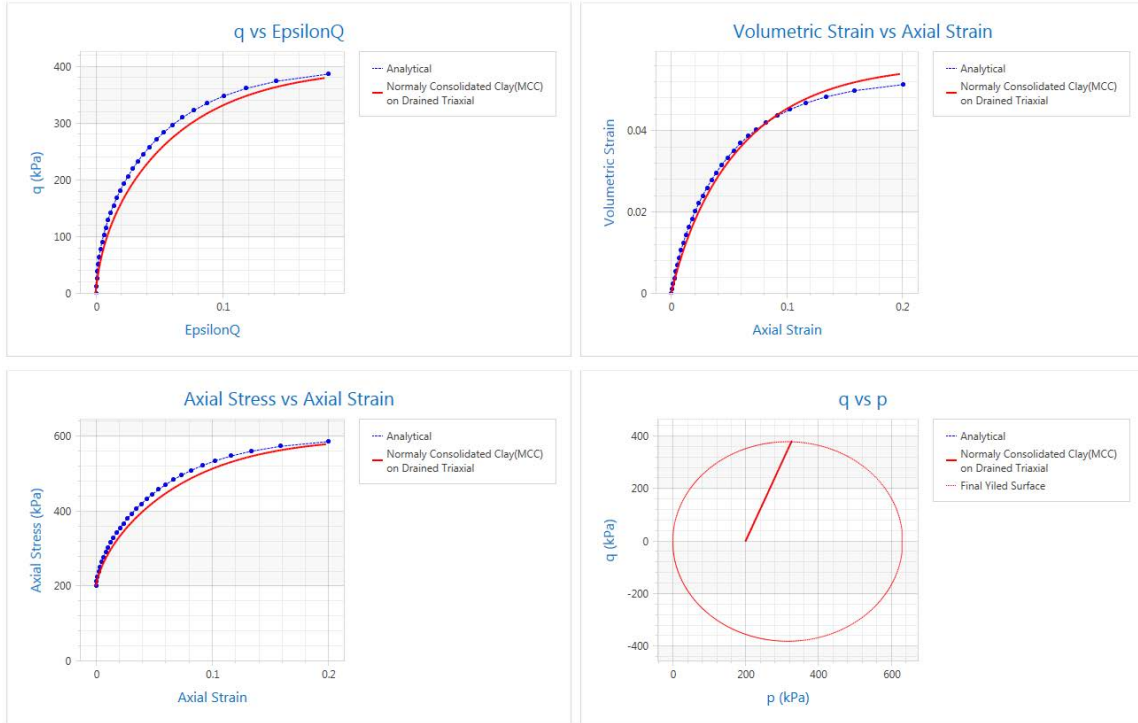 q vs EpsilonQ
400
300
200
100
0
q (kPa)
0
0.1
EpsilonQ
Analytical
Normaly Consolidated Clay(MCC)
on Drained Triaxial
Volumetric Strain vs Axial Strain
0.04
0.02
0
Volumetric Strain
0
0.1
0.2
Axial Strain
Analytical
Normaly Consolidated Clay(MCC)
on Drained Triaxial
Axial Stress vs Axial Strain
600
400
200
0
Axial Stress (kPa)
0
0.1
0.2
Axial Strain
Analytical
Normaly Consolidated Clay(MCC)
on Drained Triaxial
q vs p
400
200
0
-200
-400
q (kPa)
0
200
400
600
p (kPa)
Analytical
Normaly Consolidated Clay(MCC)
on Drained Triaxial
Final Yiled Surface